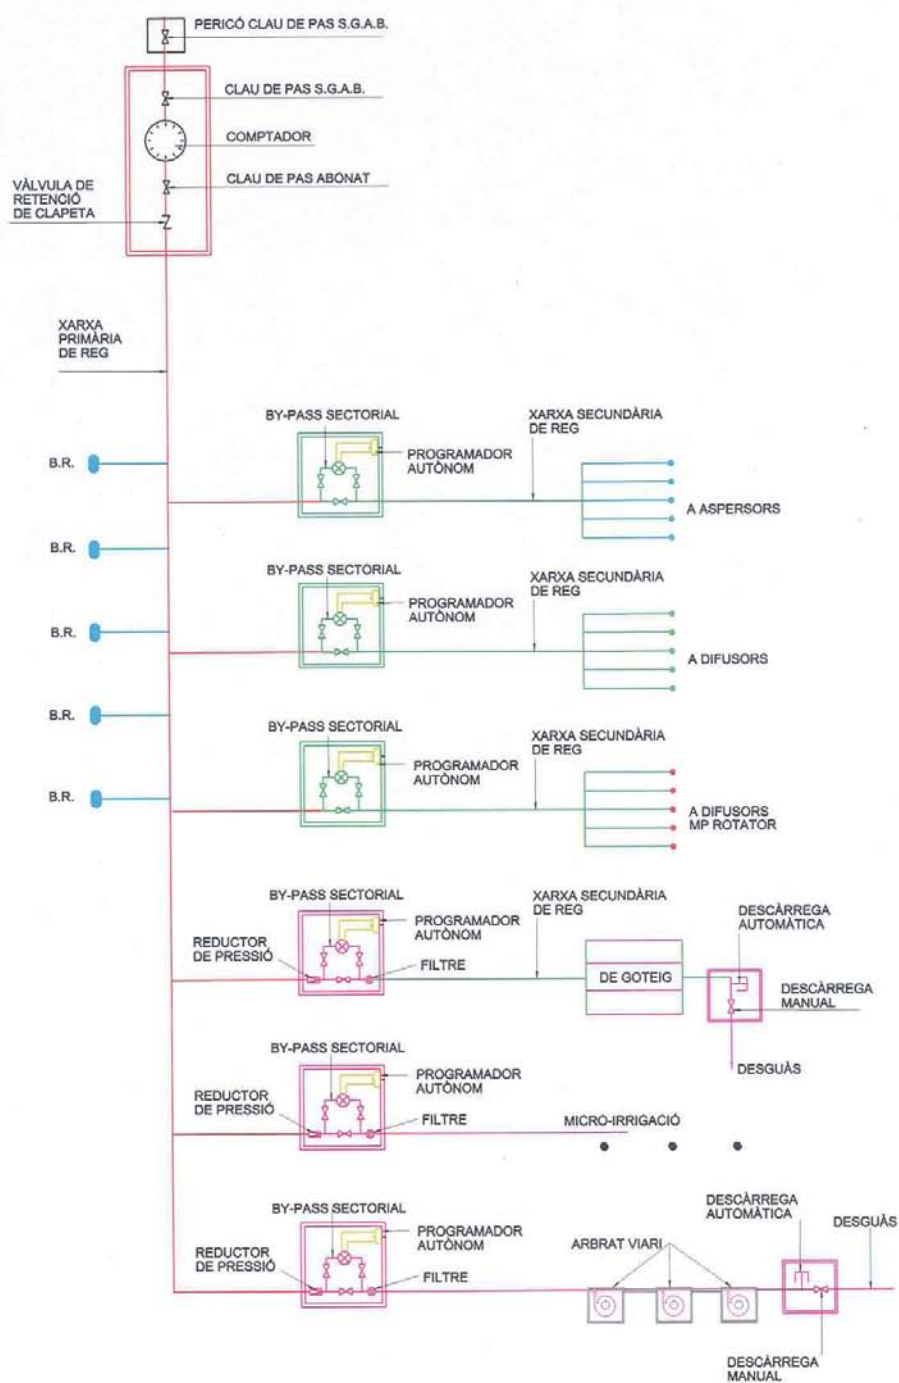 PERICÓ CLAU DE PAS S.G.A.B.
CLAU DE PAS S.G.A.B.
COMPTADOR
CLAU DE PAS ABONAT
VÀLVULA DE
RETENCIÓ
DE CLAPETA
XARXA
PRIMÀRIA
DE REG
BY-PASS SECTORIAL
XARXA SECUNDÀRIA
DE REG
PROGRAMADOR
AUTÒNOM
B.R.
A ASPERSORS
B.R.
BY-PASS SECTORIAL
XARXA SECUNDÀRIA
DE REG
PROGRAMADOR
AUTÒNOM
B.R.
A DIFUSORS
B.R.
BY-PASS SECTORIAL
XARXA SECUNDÀRIA
DE REG
PROGRAMADOR
AUTÒNOM
B.R.
A DIFUSORS
MP ROTATOR
BY-PASS SECTORIAL
XARXA SECUNDÀRIA
DE REG
PROGRAMADOR
AUTÒNOM
DESCÀRREGA
AUTOMÀTICA
REDUCTOR
DE PRESSIÓ
FILTRE
DE GOTEIG
DESCÀRREGA
MANUAL
DESGUÀS
BY-PASS SECTORIAL
PROGRAMADOR
AUTÒNOM
REDUCTOR
DE PRESSIÓ
FILTRE
MICRO-IRRIGACIÓ
BY-PASS SECTORIAL
PROGRAMADOR
AUTÒNOM
DESCÀRREGA
AUTOMÀTICA
DESGUÀS
REDUCTOR
DE PRESSIÓ
FILTRE
ARBRAT VIARI
DESCÀRREGA
MANUAL